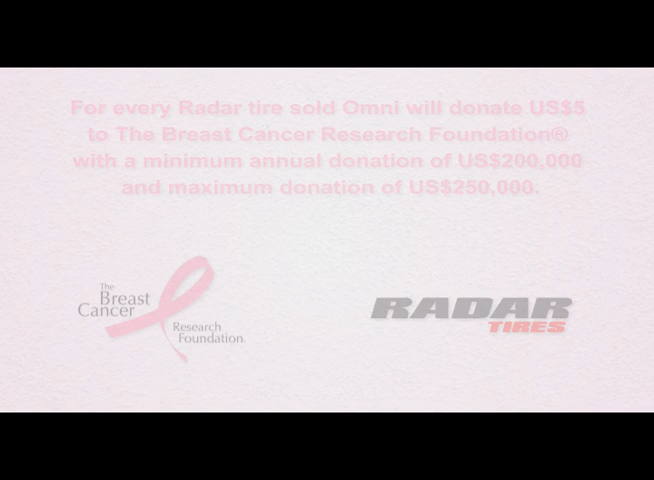 For every Radar tire sold Omni will donate US$5
to The Breast Cancer Research Foundation®
with a minimum annual donation of US$200,000
and maximum donation of US$250,000.
The
Breast
Cancer
Research
Foundation.
RADAR
TIRES